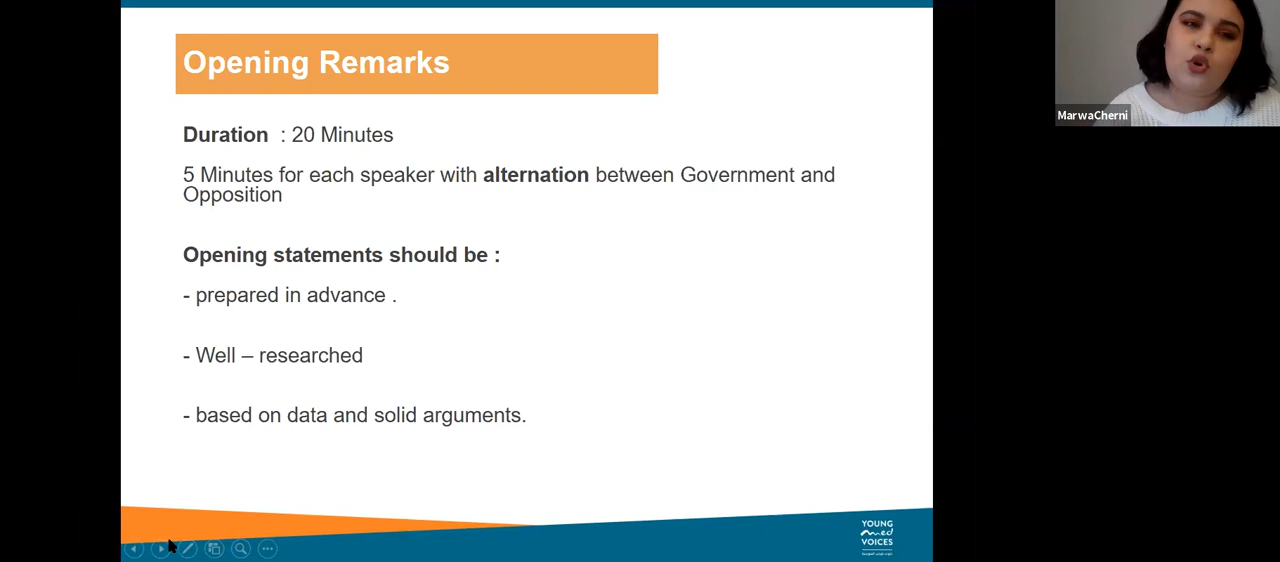 Opening Remarks
Duration : 20 Minutes
5 Minutes for each speaker with alternation between Government and
Opposition
Opening statements should be :
- prepared in advance .
- Well – researched
- based on data and solid arguments.
MarwaCherni
YOUNG
med
VOICES